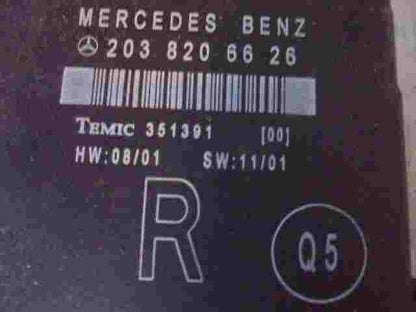 MERCEDES BENZ
203 820 66 26
TEMIC 351391 [00]
HW:08/01 SW:11/01
R
Q5